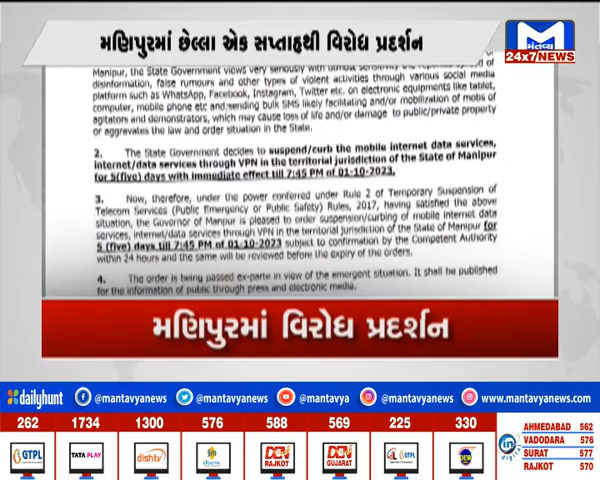 મણિપુરમાં છેલ્લા એક સપ્તાહથી વિરોધ પ્રદર્શન
મંતવ્ય
24x7NEWS
Manipur, the State Government views very seriously with utmost sensitivity the reported spread of
disinformation, false rumours and other types of violent activities through various social media
platform such as WhatsApp, Facebook, Instagram, Twitter etc. on electronic equipments like tablet,
computer, mobile phone etc and sending bulk SMS likely facilitating and/or mobilization of mobs of
agitators and demonstrators, which may cause loss of life and/or damage to public/private property
or aggravates the law and order situation in the State.
2. The State Government decides to suspend/curb the mobile internet data services,
internet/data services through VPN in the territorial jurisdiction of the State of Manipur
for 5(five) days with immediate effect till 7:45 PM of 01-10-2023.
3. Now, therefore, under the power conferred under Rule 2 of Temporary Suspension of
Telecom Services (Public Emergency or Public Safety) Rules, 2017, having satisfied the above
situation, the Governor of Manpur is pleased to order suspension/curbing of mobile internet data
services, internet/data services through VPN in the territorial jurisdiction of the State of Manipur for
5 (five) days till 7:45 PM of 01-10-2023 subject to confirmation by the Competent Authority
within 24 hours and the same will be reviewed before the expiry of the orders.
4. The order is being passed ex-parte in view of the emergent situation. It shall be published
for the information of public through press and electronic media.
મણિપુરમાં વિરોધ પ્રદર્શન
dailyhunt @mantavyanews @mantavyanews @mantavya @mantavyanews www.mantavyanews.com
262 1734 1300 576 588 569 225 330
GTPL TATA PLAY dishtv DEN RAJKOT DEN GUJARAT GTPL
in digital
AHMEDABAD 562
VADODARA 576
SURAT 577
RAJKOT 570